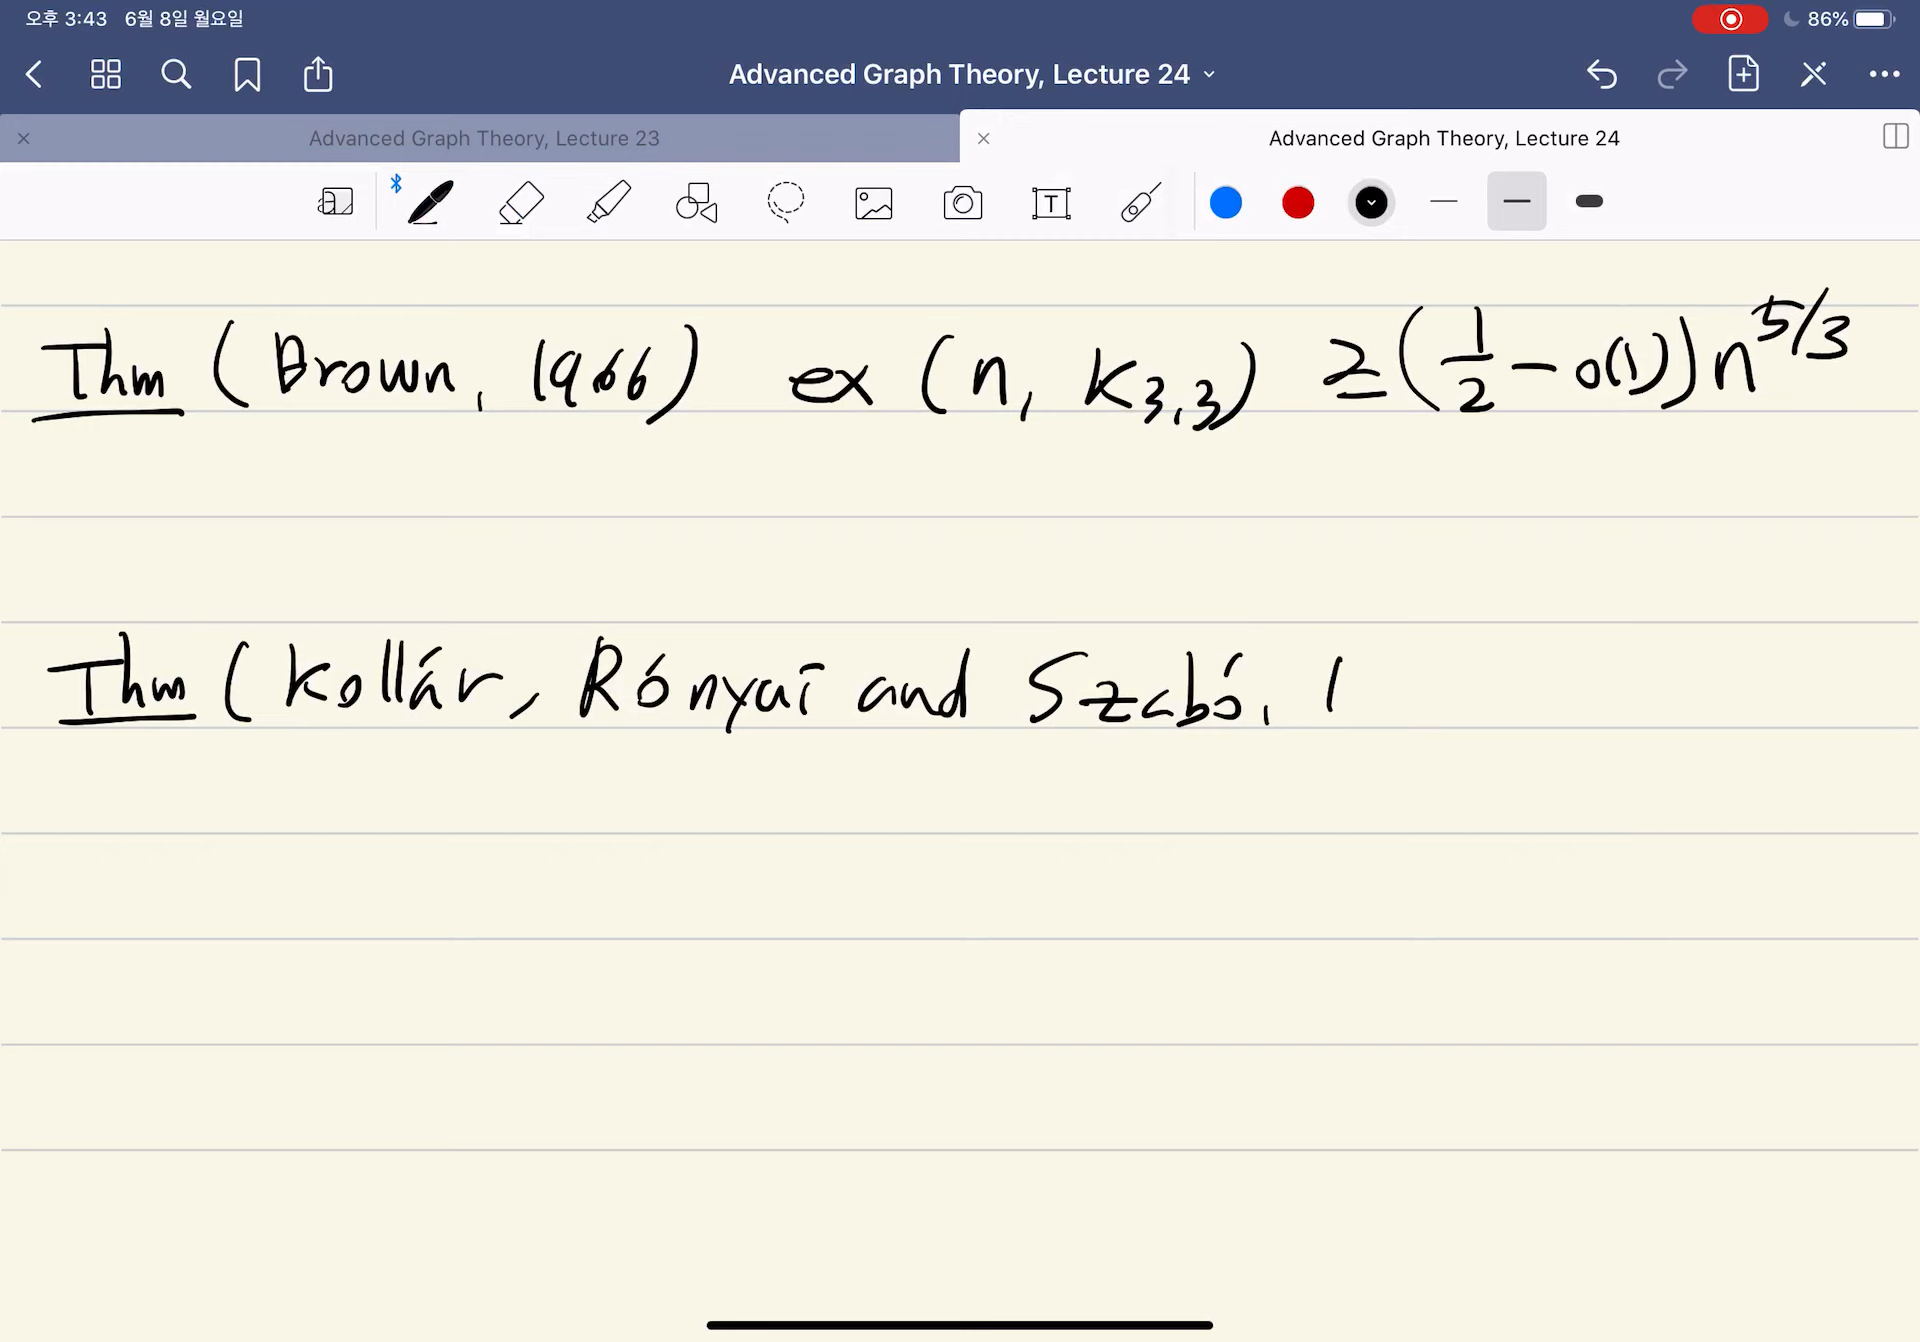 오후 3:43 6월 8일 월요일 86%
Advanced Graph Theory, Lecture 24
Advanced Graph Theory, Lecture 23 Advanced Graph Theory, Lecture 24
Thm (Brown, 1966) ex (n, K₃,₃) ≥ (1/2 - o(1)) n^5/3
Thm (Kollár, Rónyai and Szabó, 1